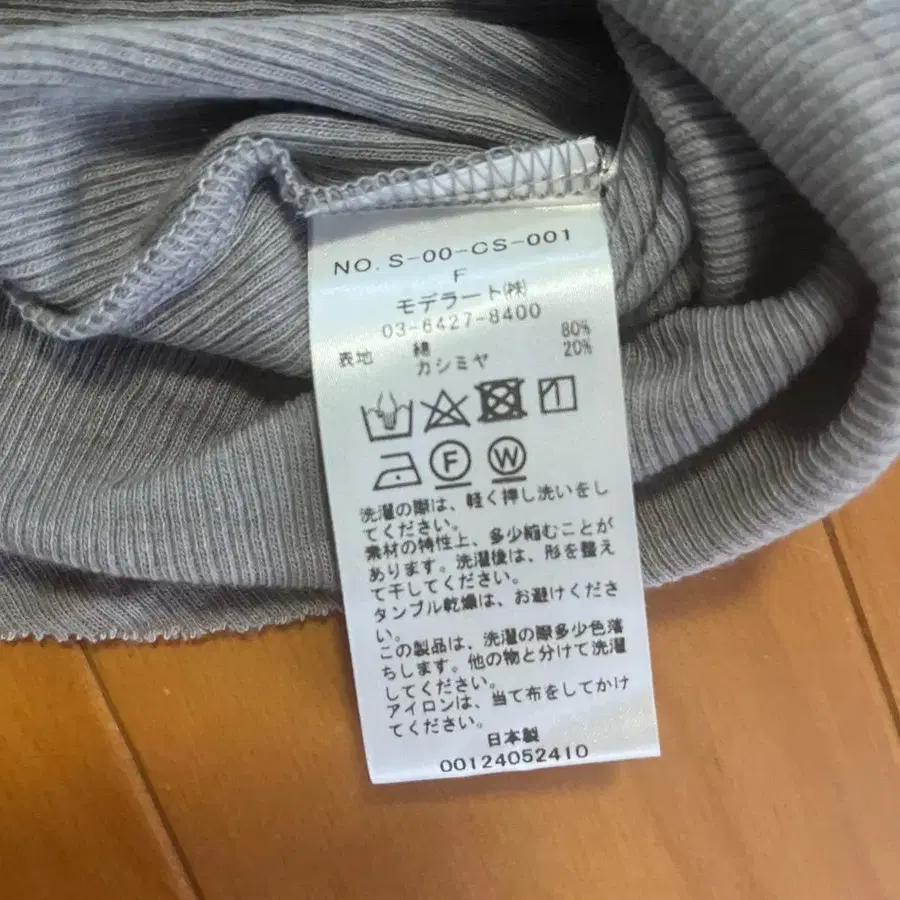 NO.S-00-CS-001
F
モデラート㈱
03-6427-8400
表地 綿 80%
カシミヤ 20%
1
F W
洗濯の際は、軽く押し洗いをし
てください。
素材の特性上、多少縮むことが
あります。洗濯後は、形を整え
て干してください。
タンブル乾燥は、お避けくださ
い。
この製品は、洗濯の際多少色落
ちします。他の物と分けて洗濯
してください。
アイロンは、当て布をしてかけ
てください。
日本製
00124052410